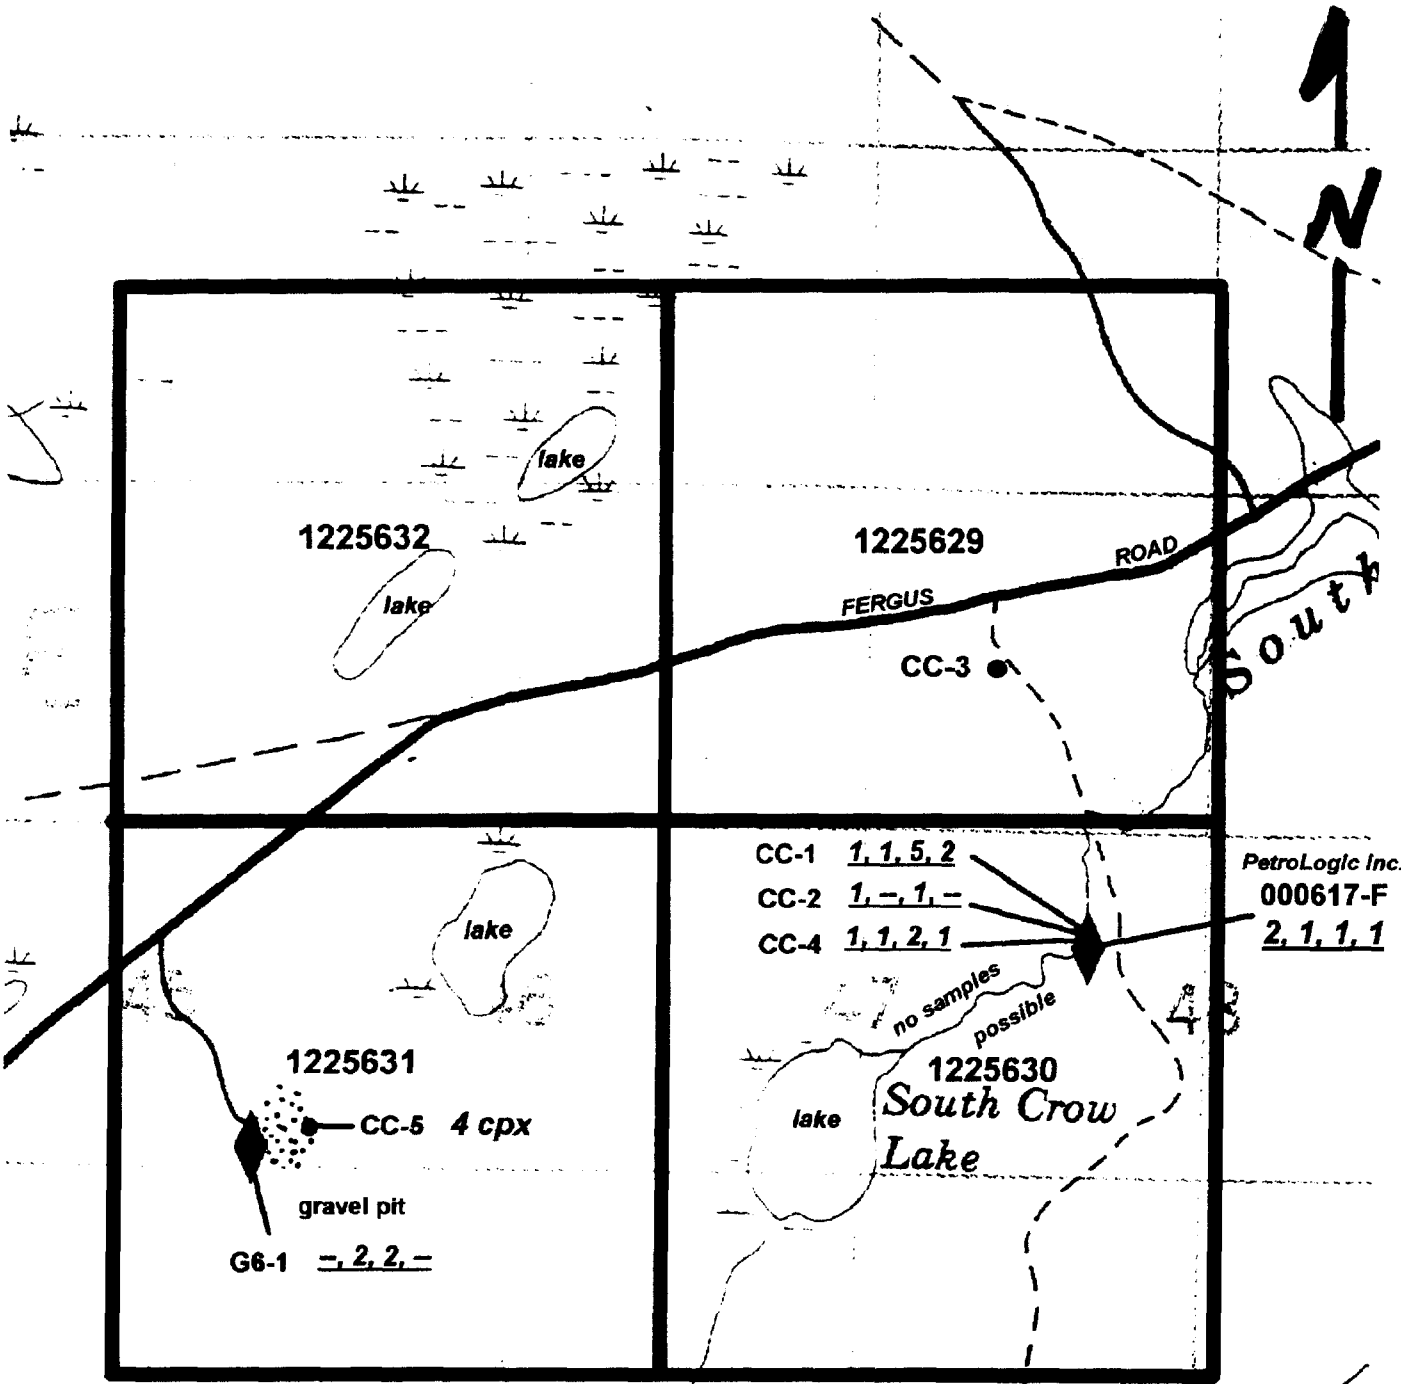 N
lake
1225632
1225629
ROAD
lake
FERGUS
South
CC-3
CC-1 1, 1, 5, 2
PetroLogic Inc.
CC-2 1, –, 1, –
000617-F
CC-4 1, 1, 2, 1
2, 1, 1, 1
lake
no samples
possible
47
48
1225631
1225630
South Crow
Lake
lake
CC-5 4 cpx
gravel pit
G6-1 –, 2, 2, –